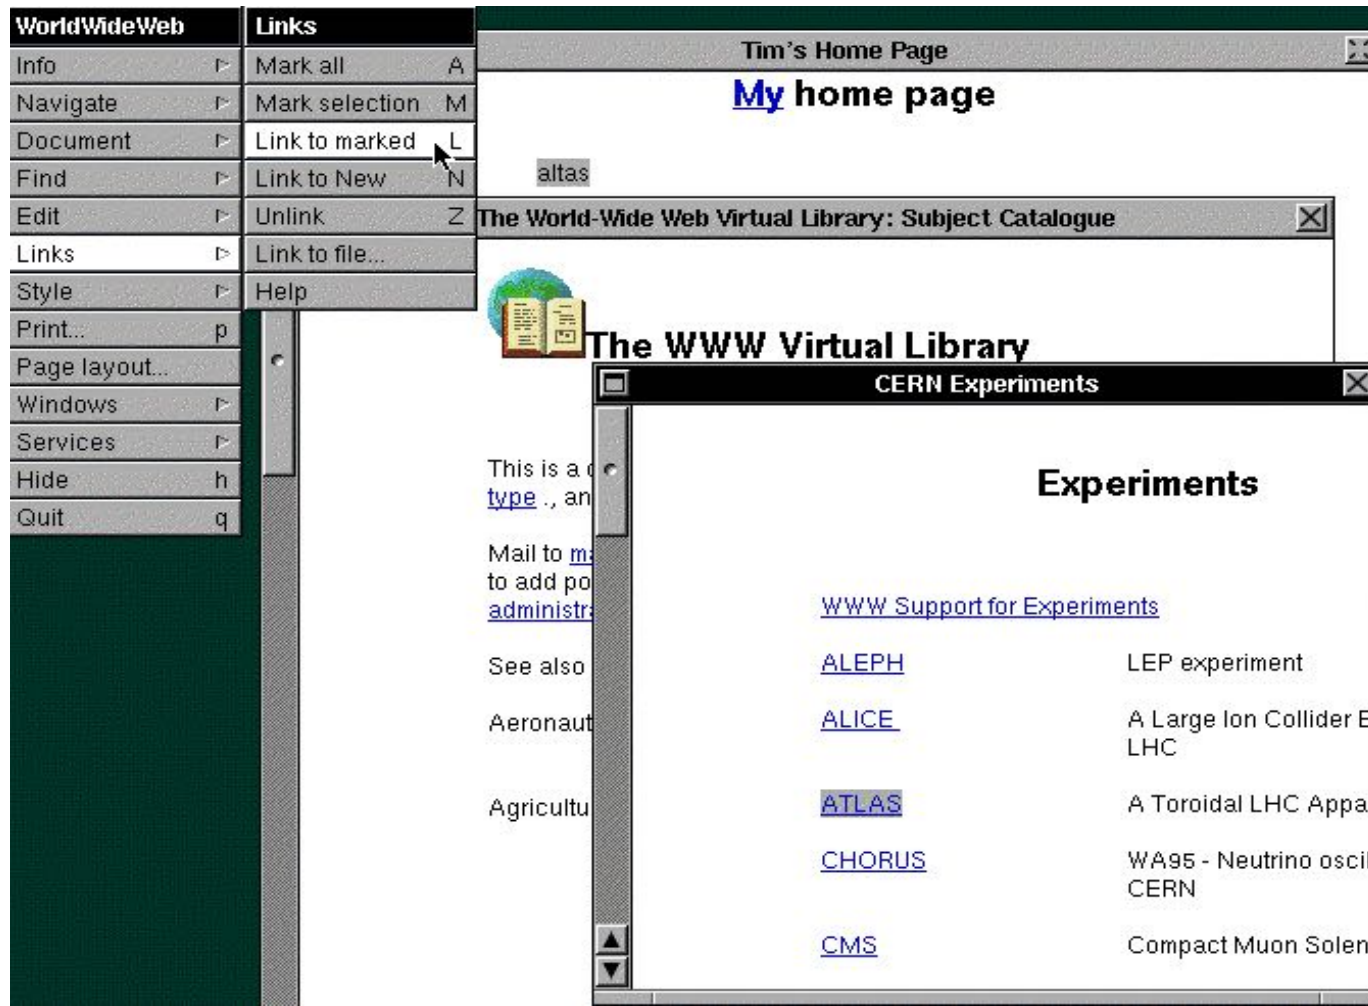 WorldWideWeb
Info
Navigate
Document
Find
Edit
Links
Style
Print... p
Page layout...
Windows
Services
Hide h
Quit q
Links
Mark all A
Mark selection M
Link to marked L
Link to New N
Unlink Z
Link to file...
Help
Tim's Home Page
My home page
altas
The World-Wide Web Virtual Library: Subject Catalogue
The WWW Virtual Library
This is a
type ., an
Mail to
to add po
See also
CERN Experiments
Experiments
WWW Support for Experiments
ALEPH LEP experiment
ALICE A Large Ion Collider
LHC
ATLAS A Toroidal LHC Appa
CHORUS WA95 - Neutrino oscil
CERN
CMS Compact Muon Solen